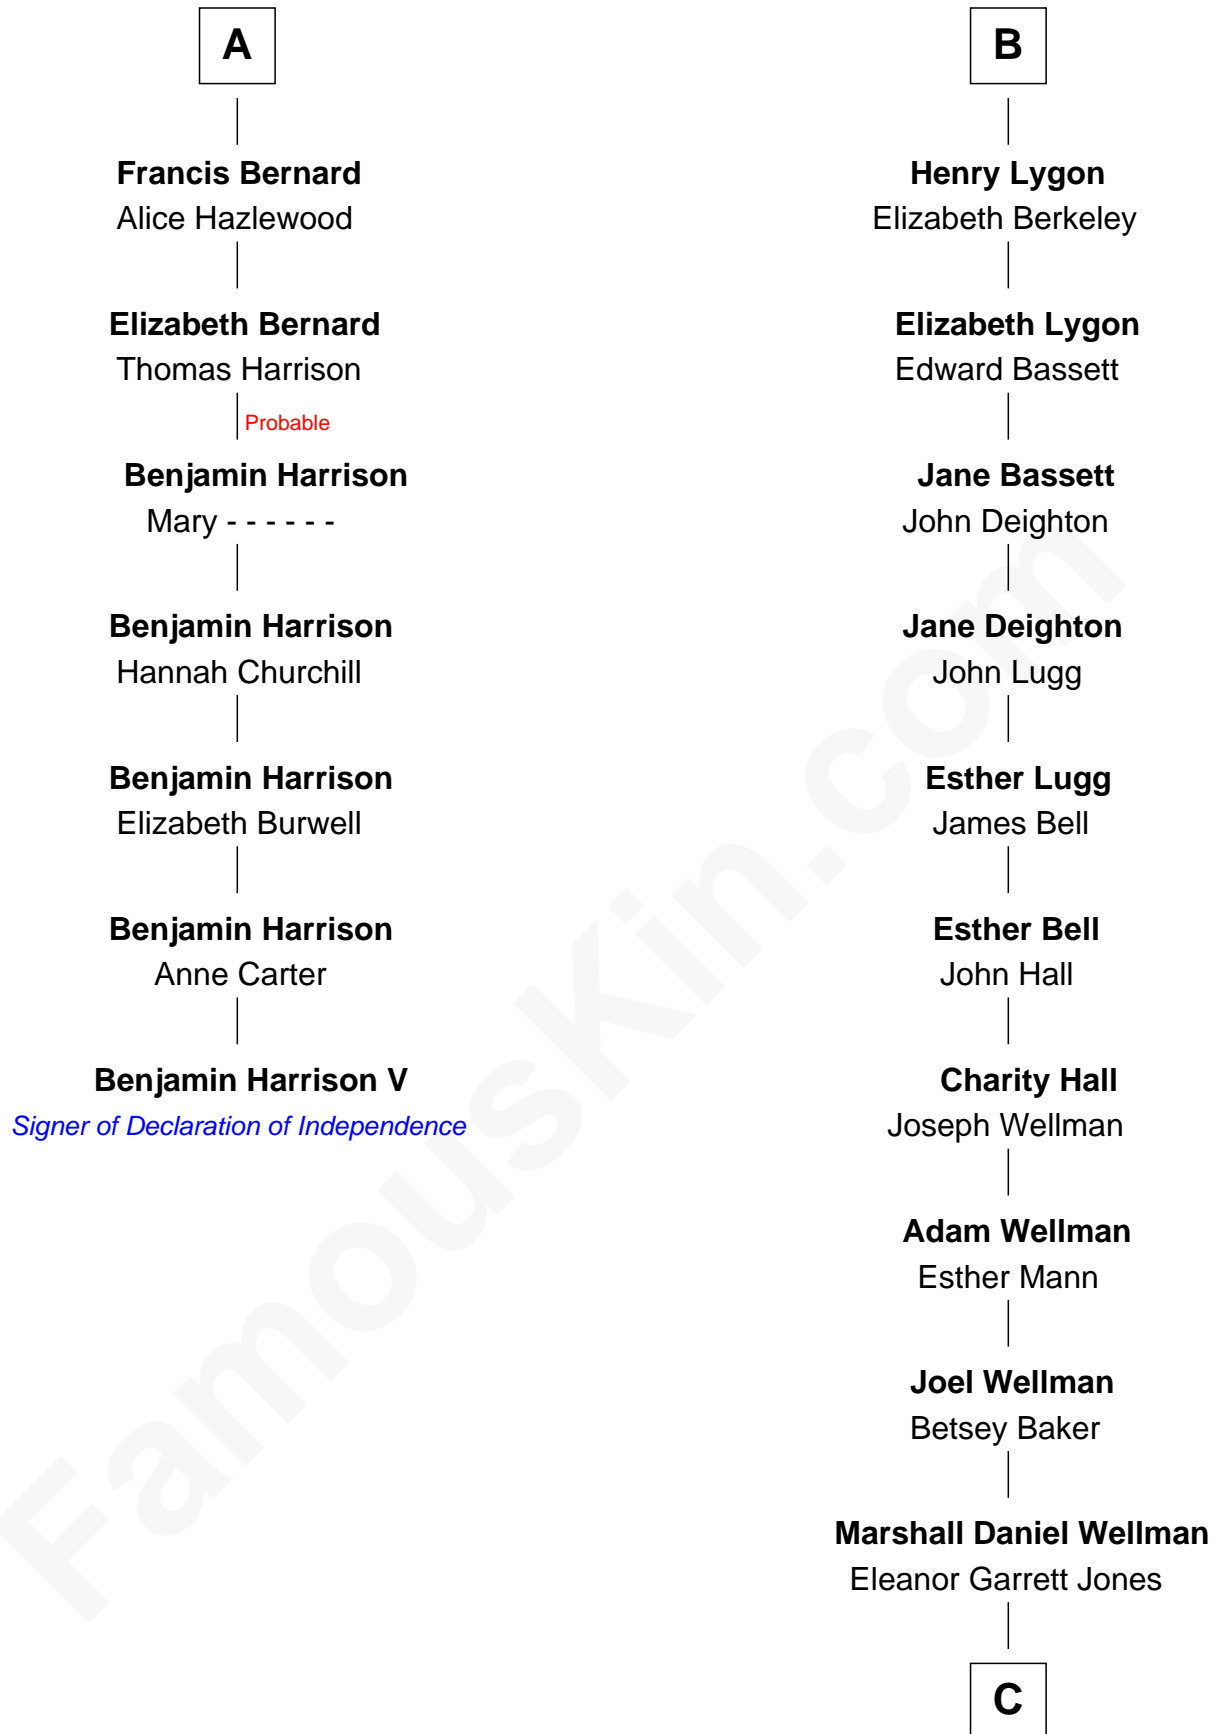 A
Francis Bernard
Alice Hazlewood
Elizabeth Bernard
Thomas Harrison
Probable
Benjamin Harrison
Mary - - - - - -
Benjamin Harrison
Hannah Churchill
Benjamin Harrison
Elizabeth Burwell
Benjamin Harrison
Anne Carter
Benjamin Harrison V
Signer of Declaration of Independence
B
Henry Lygon
Elizabeth Berkeley
Elizabeth Lygon
Edward Bassett
Jane Bassett
John Deighton
Jane Deighton
John Lugg
Esther Lugg
James Bell
Esther Bell
John Hall
Charity Hall
Joseph Wellman
Adam Wellman
Esther Mann
Joel Wellman
Betsey Baker
Marshall Daniel Wellman
Eleanor Garrett Jones
C
FamousKin.com